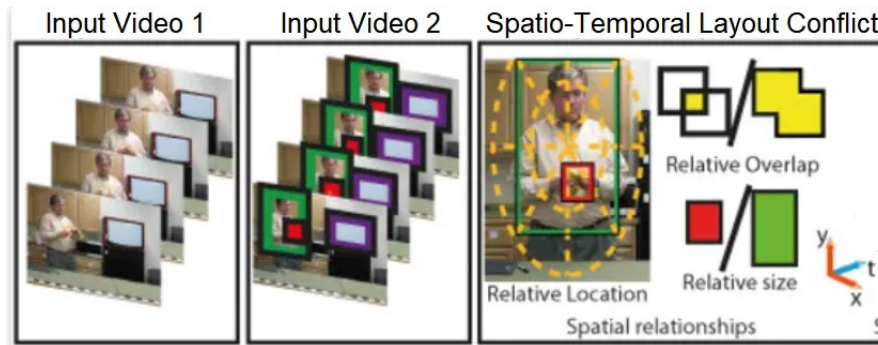 Input Video 1
Input Video 2
Spatio-Temporal Layout Conflict
Relative Overlap
y
t
x
Relative size
Relative Location
Spatial relationships
S